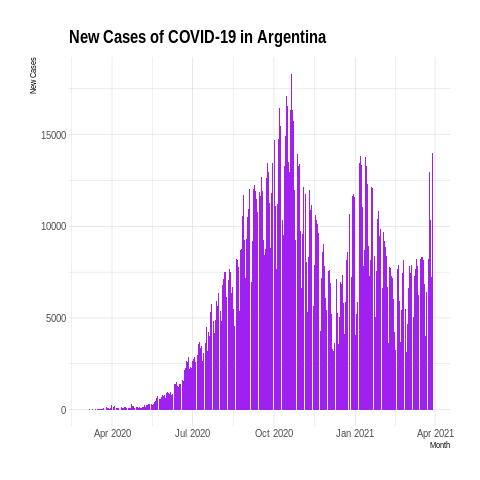 New Cases of COVID-19 in Argentina
New Cases
15000
10000
5000
0
Apr 2020 Jul 2020 Oct 2020 Jan 2021 Apr 2021
Month